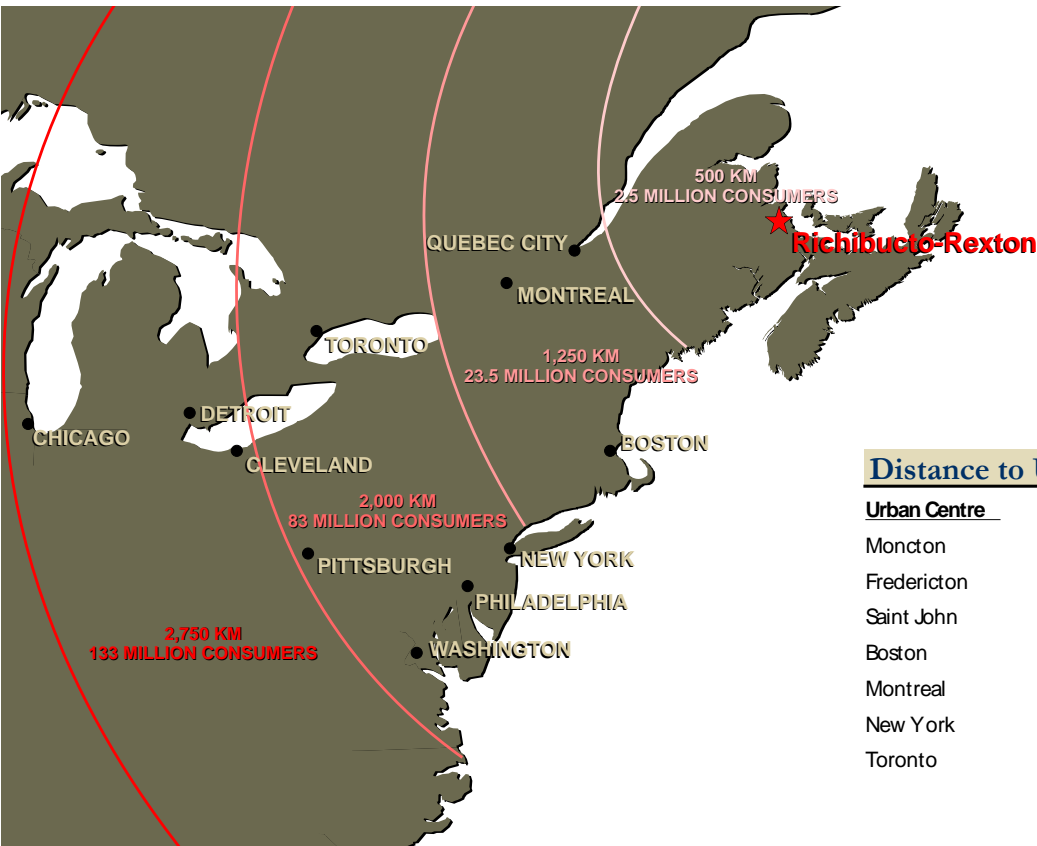 500 KM
2.5 MILLION CONSUMERS
Richibucto-Rexton
QUEBEC CITY
MONTREAL
TORONTO
1,250 KM
23.5 MILLION CONSUMERS
DETROIT
CHICAGO
BOSTON
CLEVELAND
2,000 KM
83 MILLION CONSUMERS
PITTSBURGH
NEW YORK
PHILADELPHIA
WASHINGTON
2,750 KM
133 MILLION CONSUMERS
Distance to
Urban Centre
Moncton
Fredericton
Saint John
Boston
Montreal
New York
Toronto